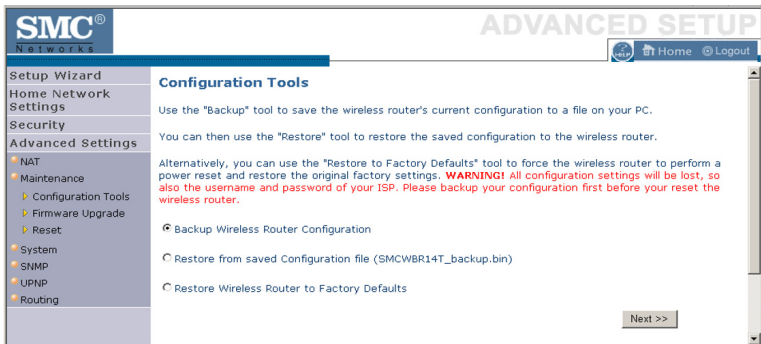 SMC®
Networks
ADVANCED SETUP
HELP Home Logout
Setup Wizard
Home Network
Settings
Security
Advanced Settings
NAT
Maintenance
Configuration Tools
Firmware Upgrade
Reset
System
SNMP
UPNP
Routing
Configuration Tools
Use the "Backup" tool to save the wireless router's current configuration to a file on your PC.
You can then use the "Restore" tool to restore the saved configuration to the wireless router.
Alternatively, you can use the "Restore to Factory Defaults" tool to force the wireless router to perform a
power reset and restore the original factory settings. WARNING! All configuration settings will be lost, so
also the username and password of your ISP. Please backup your configuration first before your reset the
wireless router.
Backup Wireless Router Configuration
Restore from saved Configuration file (SMCWBR14T_backup.bin)
Restore Wireless Router to Factory Defaults
Next >>